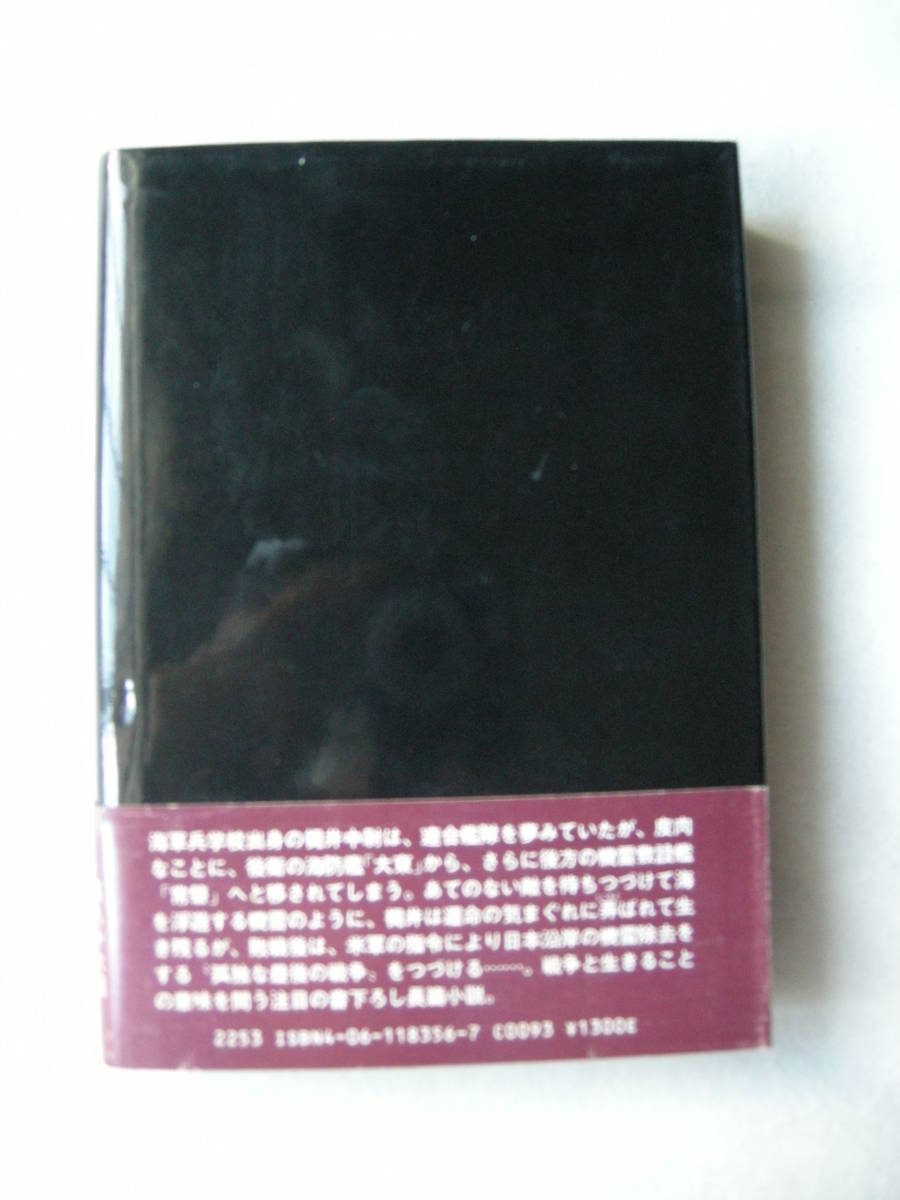 海軍兵学校出身の梶井中尉は、連合艦隊を夢みていたが、皮肉
なことに、後備の海防艦「大東」から、さらに後方の機雷敷設艦
「常磐」へと移されてしまう。あてのない敵を待ちつづけて海
を浮遊する機雷のように、梶井は運命の気まぐれに弄ばれて生
き残るが、敗戦後は、米軍の指令により日本沿岸の機雷除去を
する〝孤独な最後の戦争〟をつづける……。戦争と生きること
の意味を問う注目の書下ろし長篇小説。
2253 ISBN4-06-118356-7 C0093 ¥1300E